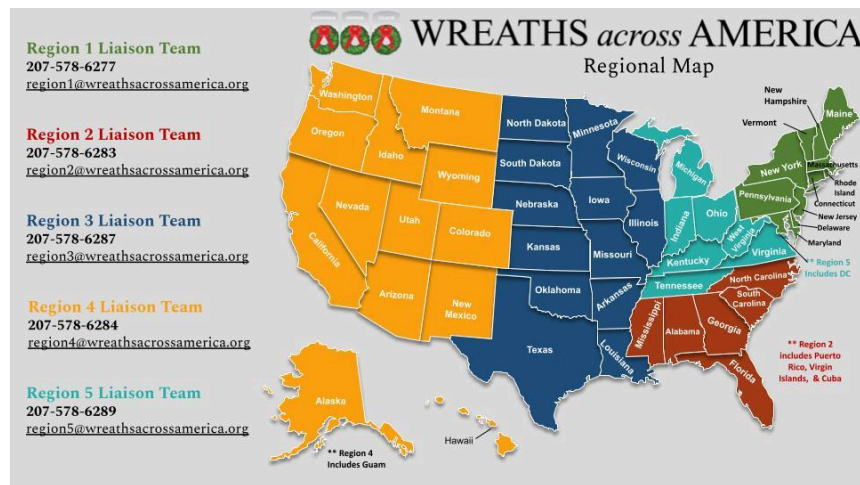 WREATHS across AMERICA
Regional Map
Region 1 Liaison Team
207-578-6277
region1@wreathsacrossamerica.org
Region 2 Liaison Team
207-578-6283
region2@wreathsacrossamerica.org
Region 3 Liaison Team
207-578-6287
region3@wreathsacrossamerica.org
Region 4 Liaison Team
207-578-6284
region4@wreathsacrossamerica.org
Region 5 Liaison Team
207-578-6289
region5@wreathsacrossamerica.org
Washington
Oregon
California
Nevada
Idaho
Montana
Wyoming
Utah
Colorado
Arizona
New
Mexico
Alaska
Hawaii
** Region 4
Includes Guam
North Dakota
South Dakota
Nebraska
Kansas
Oklahoma
Texas
Minnesota
Iowa
Missouri
Arkansas
Louisiana
Wisconsin
Illinois
Michigan
Indiana
Ohio
West
Virginia
Virginia
Kentucky
Tennessee
** Region 5
Includes DC
Mississippi
Alabama
Georgia
Florida
South
Carolina
North Carolina
** Region 2
includes Puerto
Rico, Virgin
Islands, & Cuba
New
Hampshire
Vermont
Maine
New York
Massachusetts
Rhode
Island
Connecticut
Pennsylvania
New Jersey
Delaware
Maryland